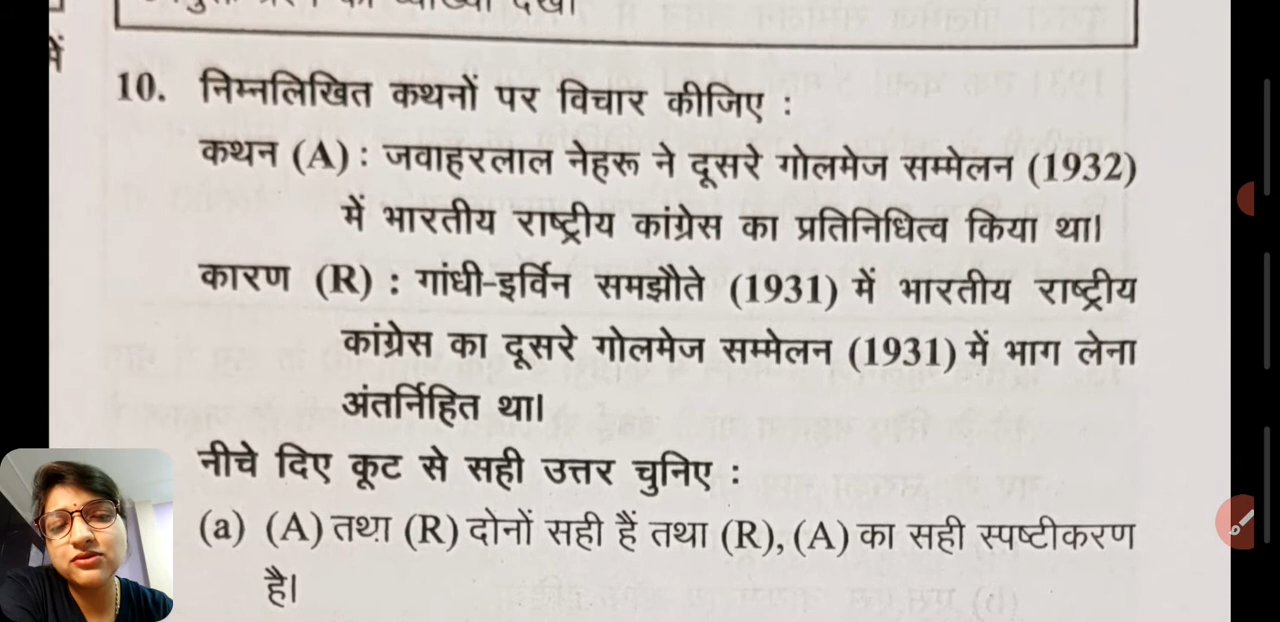 10. निम्नलिखित कथनों पर विचार कीजिए :
कथन (A) : जवाहरलाल नेहरू ने दूसरे गोलमेज सम्मेलन (1932)
में भारतीय राष्ट्रीय कांग्रेस का प्रतिनिधित्व किया था।
कारण (R) : गांधी-इर्विन समझौते (1931) में भारतीय राष्ट्रीय
कांग्रेस का दूसरे गोलमेज सम्मेलन (1931) में भाग लेना
अंतर्निहित था।
नीचे दिए कूट से सही उत्तर चुनिए :
(a) (A) तथा (R) दोनों सही हैं तथा (R), (A) का सही स्पष्टीकरण
है।